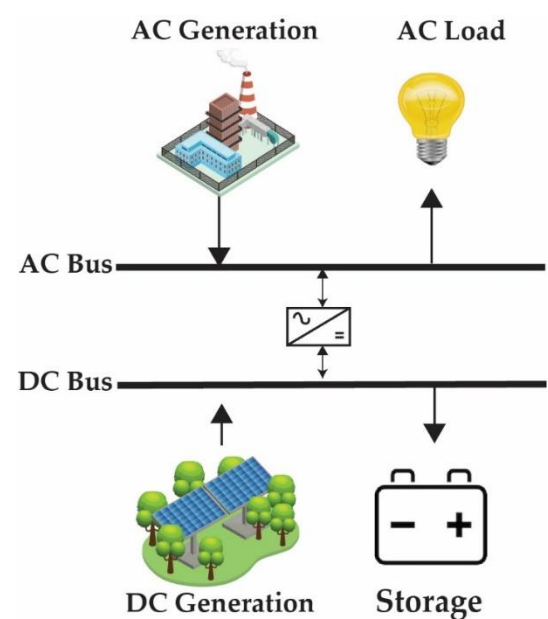 AC Generation
AC Load
AC Bus
DC Bus
DC Generation
Storage